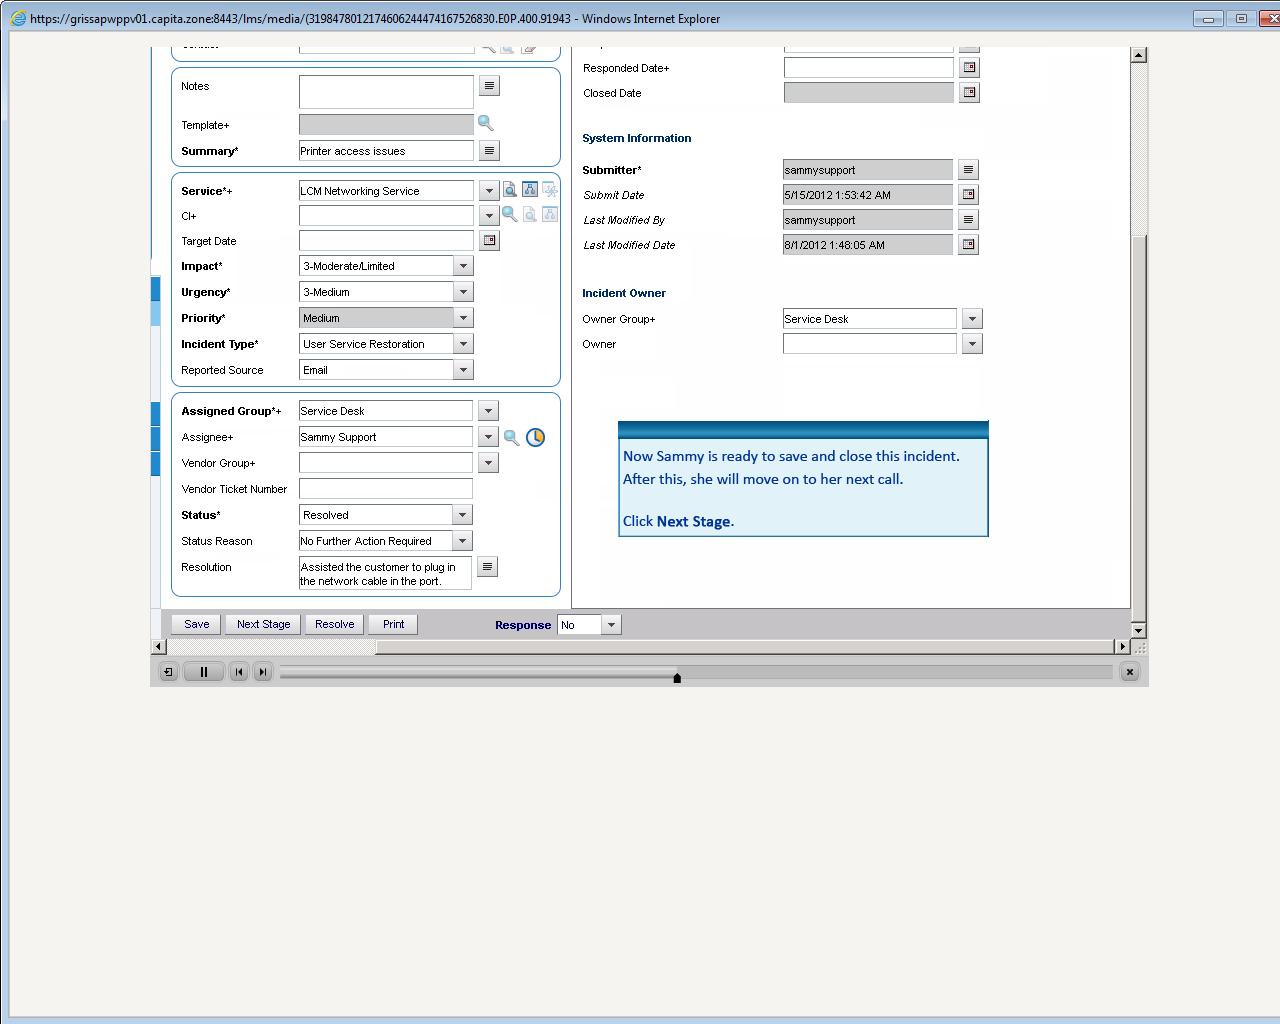 https://grissapwppv01.capita.zone:8443/lms/media/(3198478012174606244474167526830.E0P.400.91943 - Windows Internet Explorer
Notes
Template+
Summary* Printer access issues
Service*+ LCM Networking Service
CI+
Target Date
Impact* 3-Moderate/Limited
Urgency* 3-Medium
Priority* Medium
Incident Type* User Service Restoration
Reported Source Email
Assigned Group*+ Service Desk
Assignee+ Sammy Support
Vendor Group+
Vendor Ticket Number
Status* Resolved
Status Reason No Further Action Required
Resolution Assisted the customer to plug in
the network cable in the port.
Responded Date+
Closed Date
System Information
Submitter* sammysupport
Submit Date 5/15/2012 1:53:42 AM
Last Modified By sammysupport
Last Modified Date 8/1/2012 1:48:05 AM
Incident Owner
Owner Group+ Service Desk
Owner
Now Sammy is ready to save and close this incident.
After this, she will move on to her next call.
Click Next Stage.
Save Next Stage Resolve Print Response No